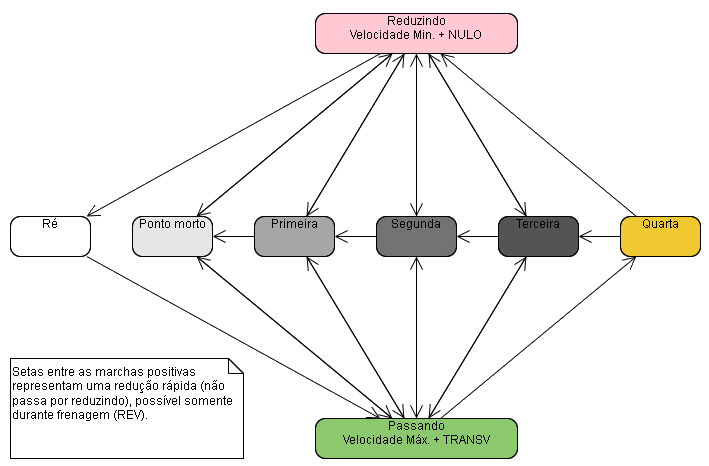 Reduzindo
Velocidade Min. + NULO
Ré
Ponto morto
Primeira
Segunda
Terceira
Quarta
Setas entre as marchas positivas
representam uma redução rápida (não
passa por reduzindo), possível somente
durante frenagem (REV).
Passando
Velocidade Máx. + TRANSV